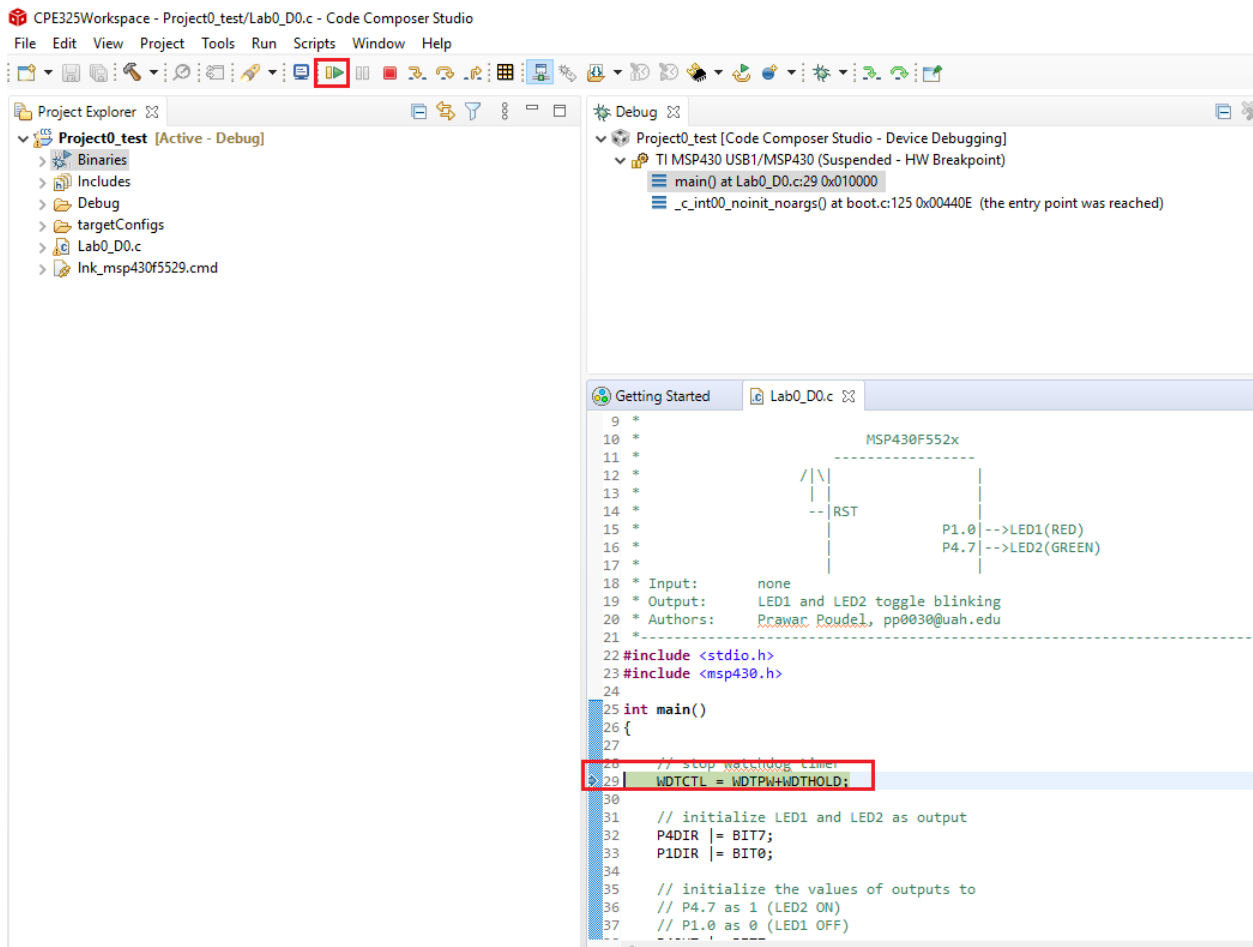 CPE325Workspace - Project0_test/Lab0_D0.c - Code Composer Studio
File Edit View Project Tools Run Scripts Window Help
Project Explorer
Project0_test [Active - Debug]
Binaries
Includes
Debug
targetConfigs
Lab0_D0.c
lnk_msp430f5529.cmd
Debug
Project0_test [Code Composer Studio - Device Debugging]
TI MSP430 USB1/MSP430 (Suspended - HW Breakpoint)
main() at Lab0_D0.c:29 0x010000
_c_int00_noinit_noargs() at boot.c:125 0x00440E (the entry point was reached)
Getting Started Lab0_D0.c
9 *
10 * MSP430F552x
11 * -----------------
12 * /|\| |
13 * | | |
14 * --|RST |
15 * | P1.0|-->LED1(RED)
16 * | P4.7|-->LED2(GREEN)
17 * | |
18 * Input: none
19 * Output: LED1 and LED2 toggle blinking
20 * Authors: Prawar Poudel, pp0030@uah.edu
21 *------------------------------------------------------------------------------
22 #include <stdio.h>
23 #include <msp430.h>
24
25 int main()
26 {
27
28 // stop watchdog timer
29 WDTCTL = WDTPW+WDTHOLD;
30
31 // initialize LED1 and LED2 as output
32 P4DIR |= BIT7;
33 P1DIR |= BIT0;
34
35 // initialize the values of outputs to
36 // P4.7 as 1 (LED2 ON)
37 // P1.0 as 0 (LED1 OFF)